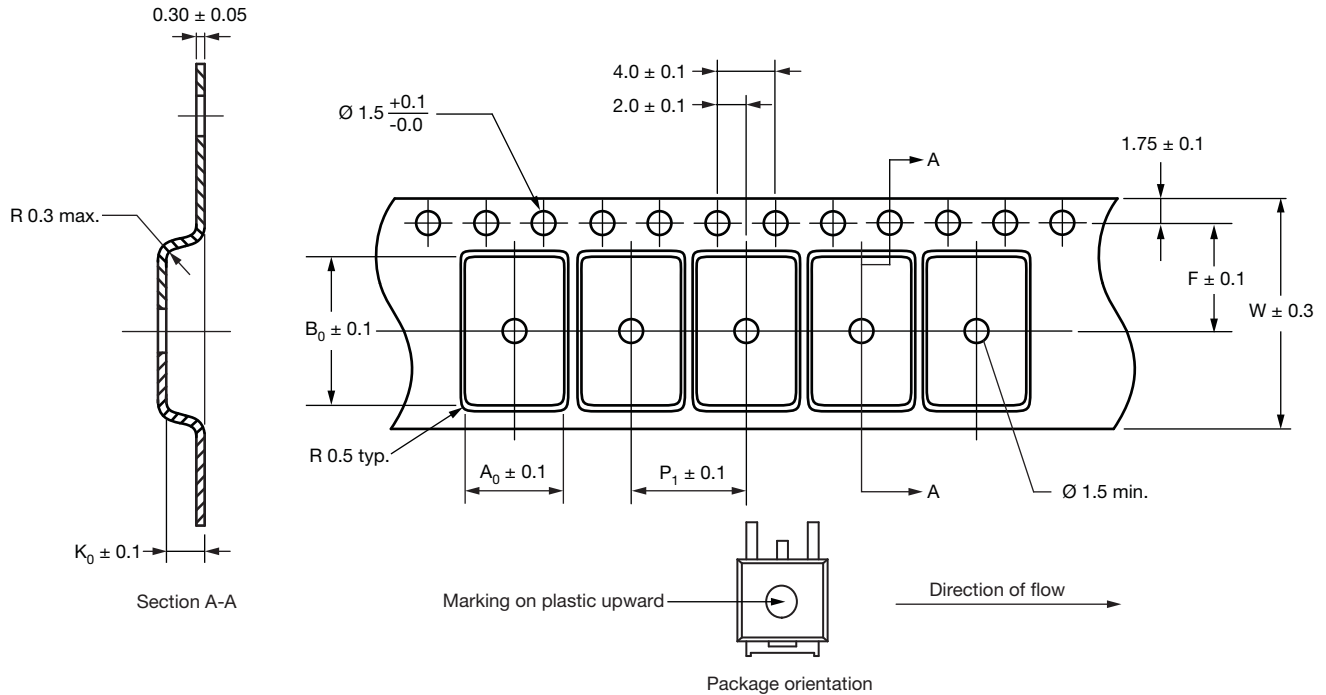 0.30 ± 0.05
4.0 ± 0.1
2.0 ± 0.1
Ø 1.5 +0.1
-0.0
A
1.75 ± 0.1
R 0.3 max.
F ± 0.1
W ± 0.3
B0 ± 0.1
R 0.5 typ.
A0 ± 0.1
P1 ± 0.1
A
Ø 1.5 min.
K0 ± 0.1
Section A-A
Marking on plastic upward
Direction of flow
Package orientation